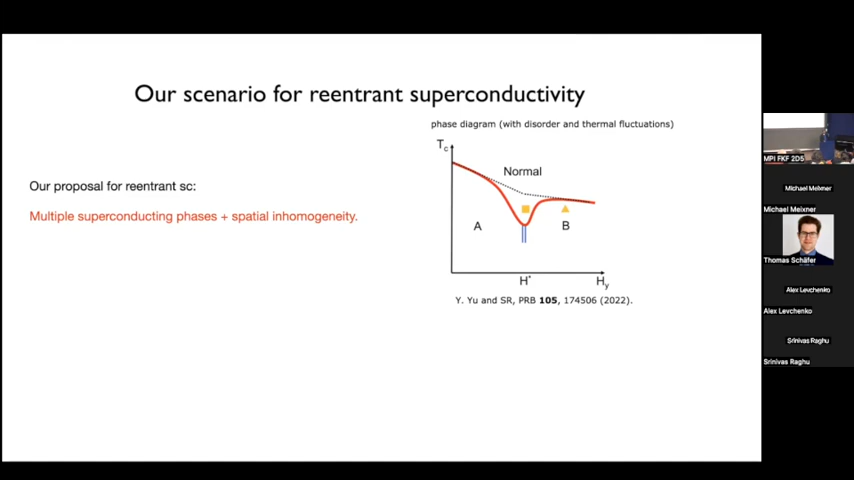 Our scenario for reentrant superconductivity
phase diagram (with disorder and thermal fluctuations)
Tc
Normal
Our proposal for reentrant sc:
Multiple superconducting phases + spatial inhomogeneity.
A
B
H*
Hy
Y. Yu and SR, PRB 105, 174506 (2022).
MPI FKF 2D5
Michael Meixner
Michael Meixner
Thomas Schäfer
Alex Levchenko
Alex Levchenko
Srinivas Raghu
Srinivas Raghu